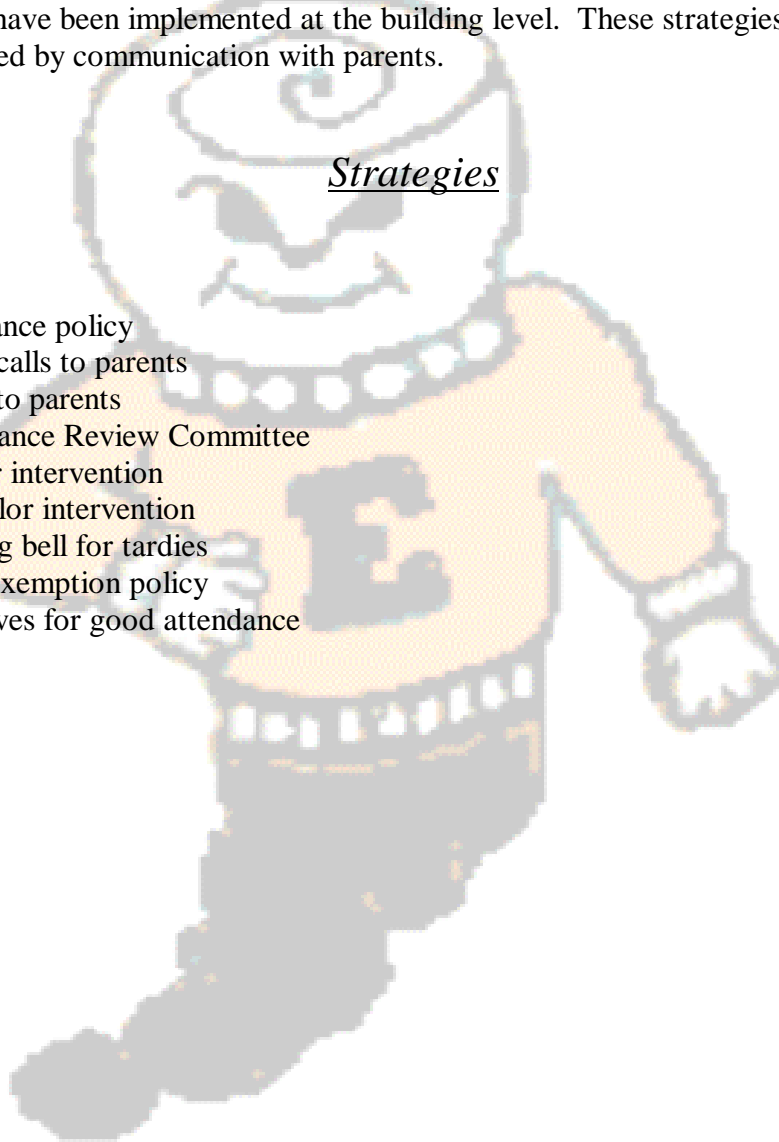 have been implemented at the building level.  These strategies
ed by communication with parents.
Strategies
ance policy
calls to parents
to parents
ance Review Committee
r intervention
lor intervention
g bell for tardies
exemption policy
ves for good attendance
E